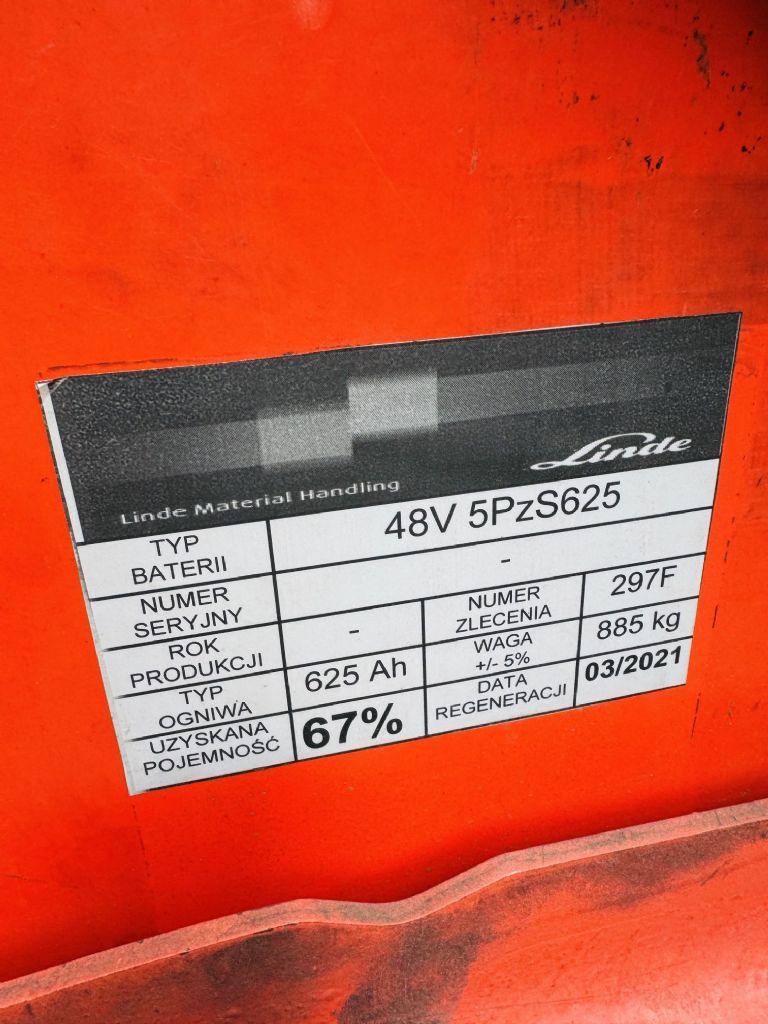 Linde
Linde Material Handling
TYP
BATERII
48V 5PzS625
NUMER
SERYJNY
-
ROK
PRODUKCJI
-
NUMER
ZLECENIA
297F
TYP
OGNIWA
625 Ah
WAGA
+/- 5%
885 kg
UZYSKANA
POJEMNOŚĆ
67%
DATA
REGENERACJI
03/2021